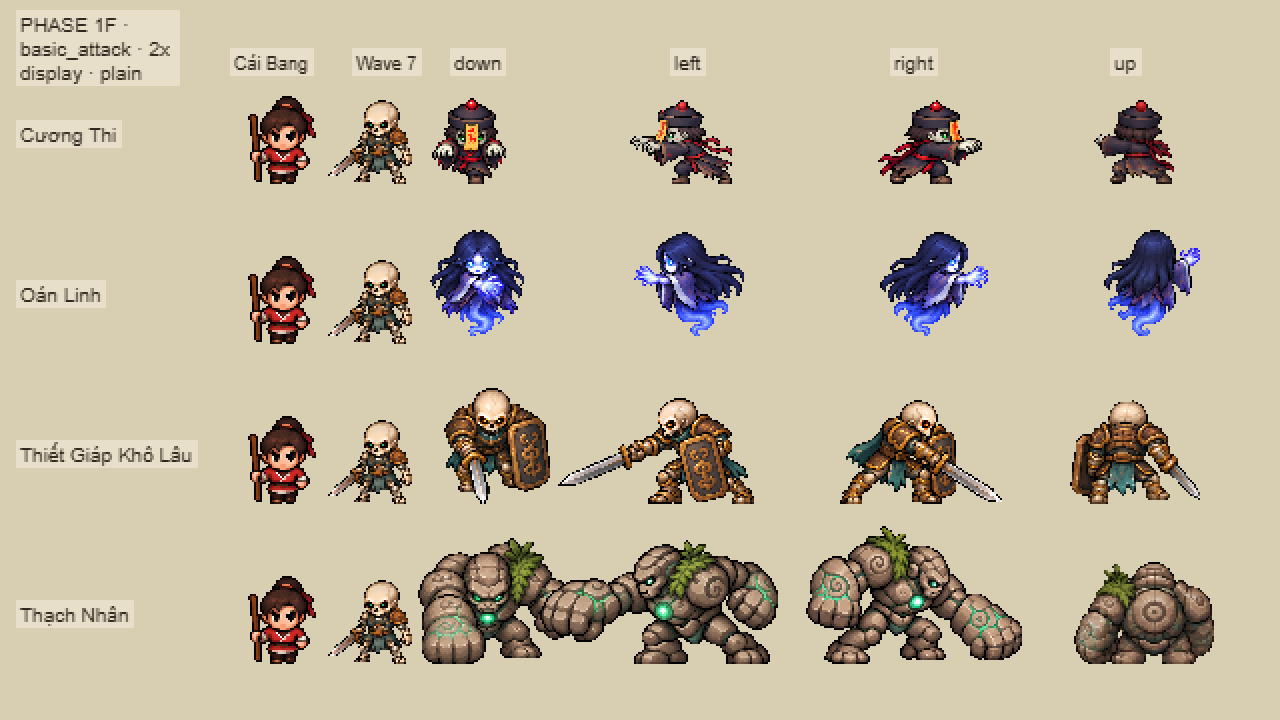 PHASE 1F ·
basic_attack · 2x
display · plain
Cái Bang
Wave 7
down
left
right
up
Cương Thi
Oán Linh
Thiết Giáp Khô Lâu
Thạch Nhân